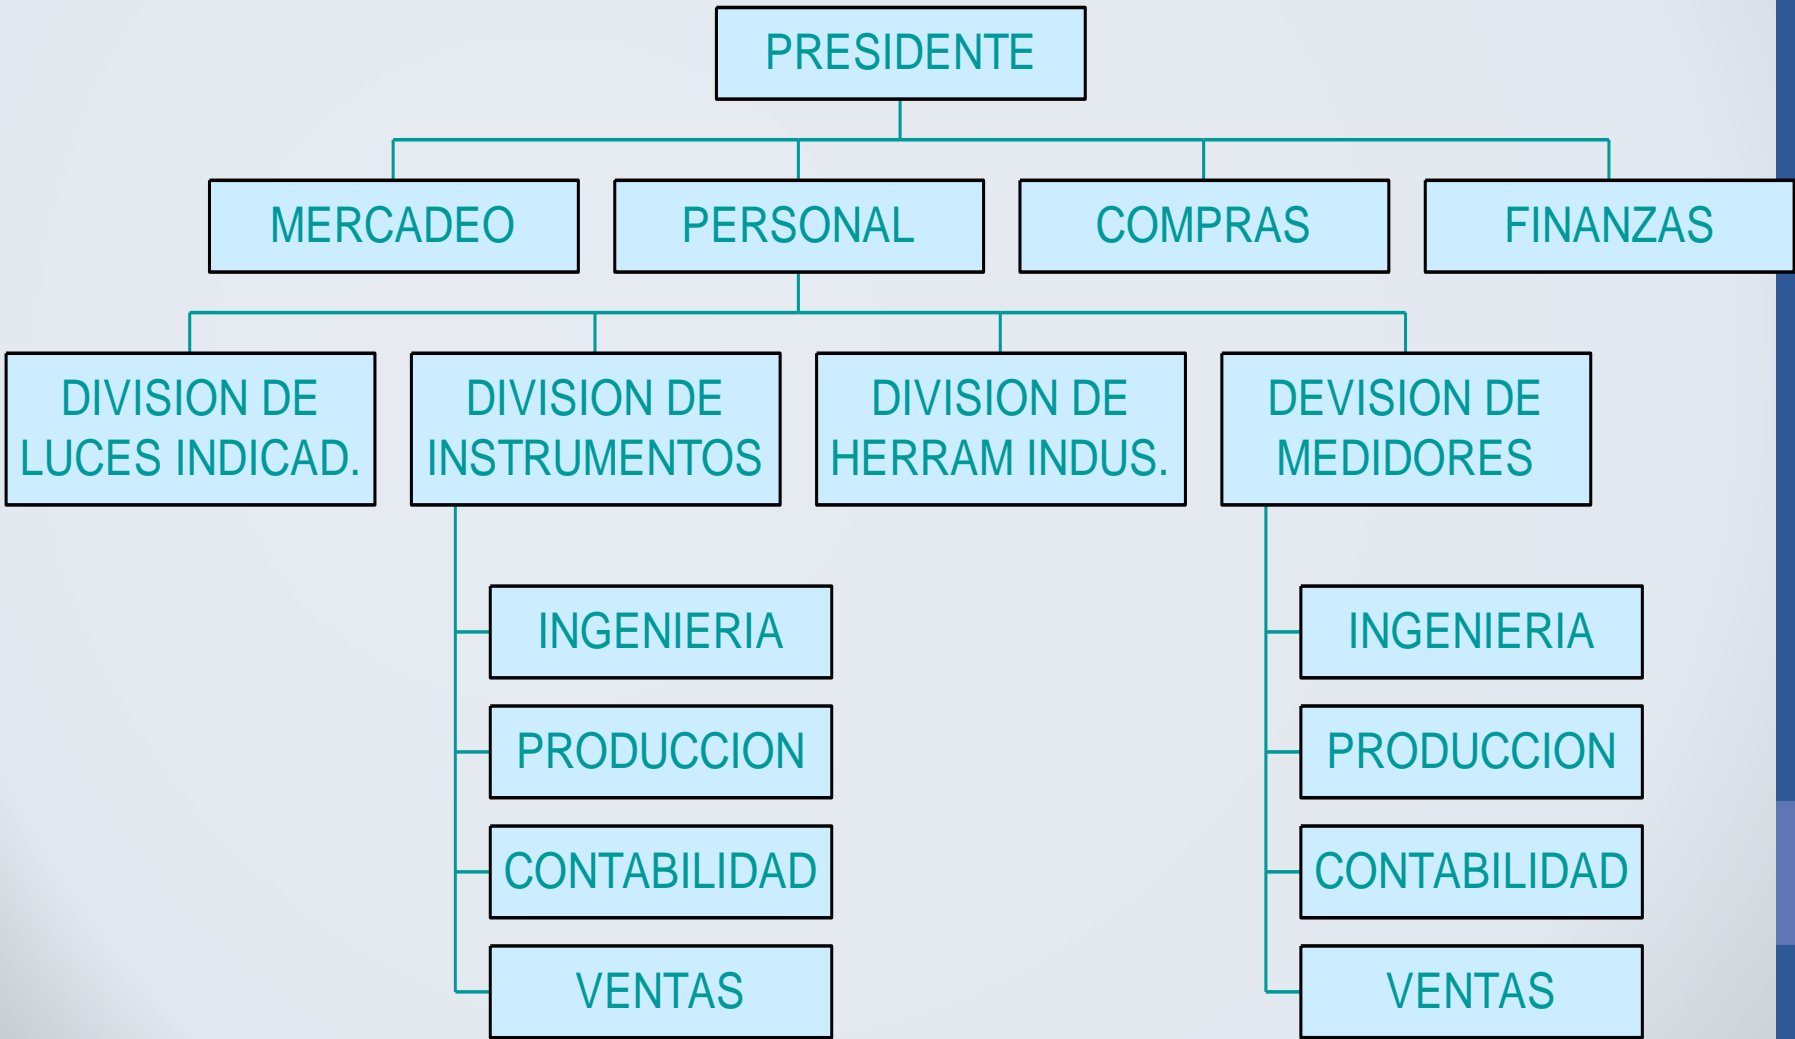 PRESIDENTE
MERCADEO
PERSONAL
COMPRAS
FINANZAS
DIVISION DE
LUCES INDICAD.
DIVISION DE
INSTRUMENTOS
DIVISION DE
HERRAM INDUS.
DEVISION DE
MEDIDORES
INGENIERIA
PRODUCCION
CONTABILIDAD
VENTAS
INGENIERIA
PRODUCCION
CONTABILIDAD
VENTAS